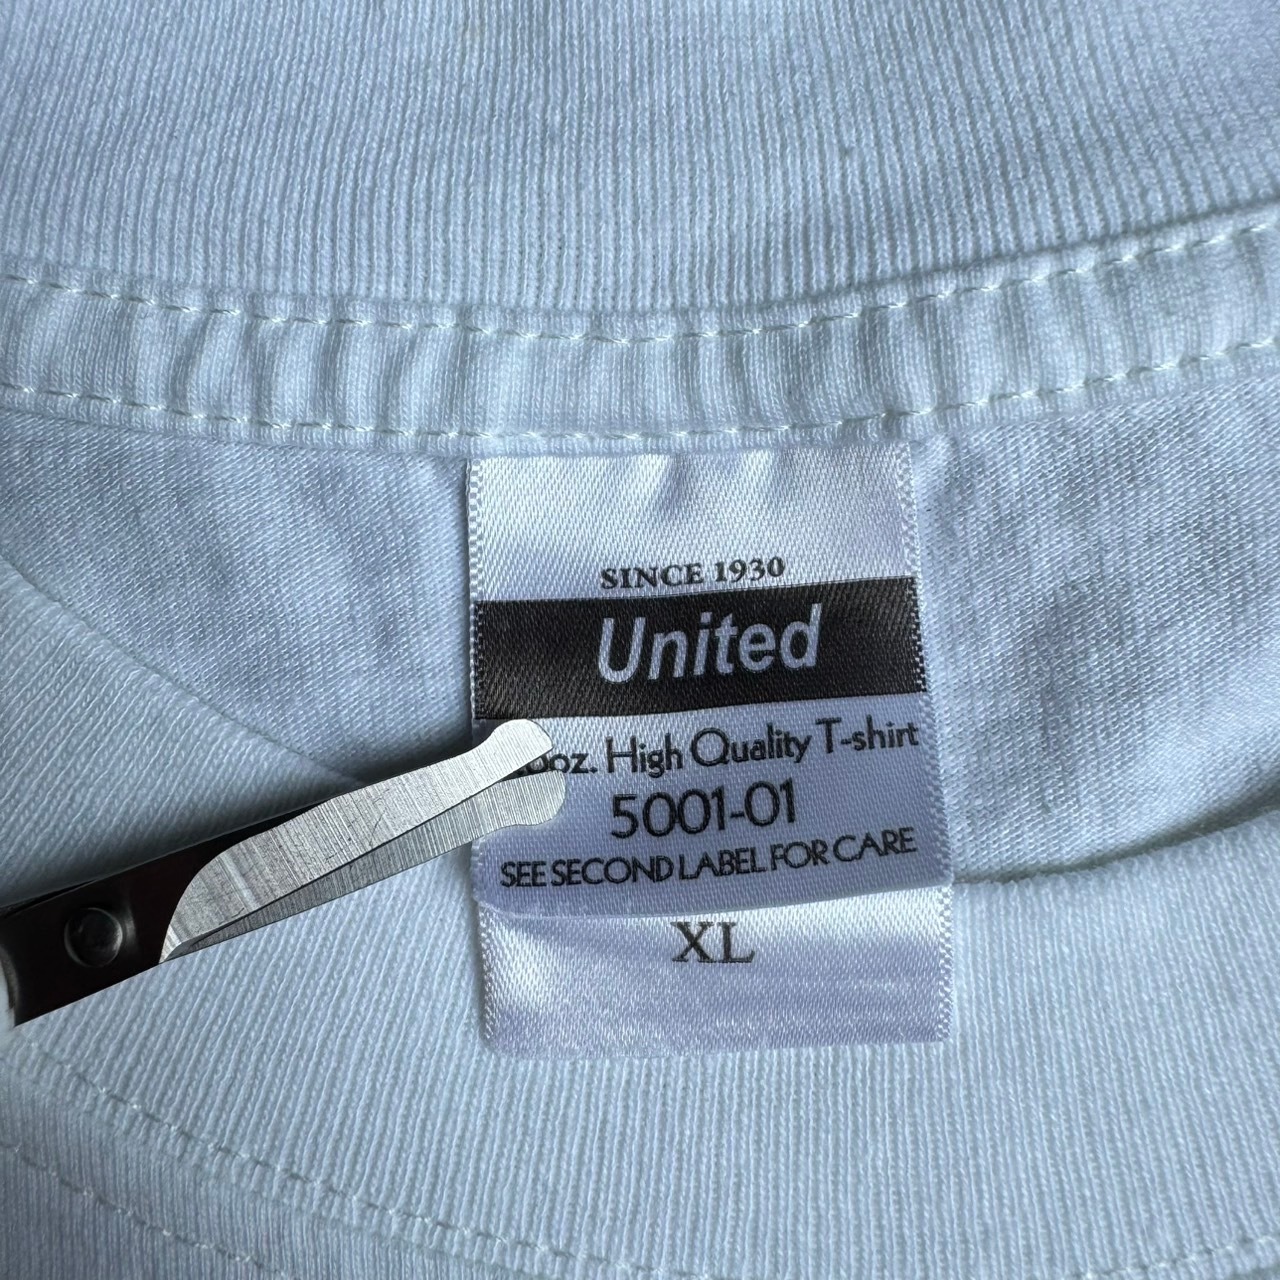 SINCE 1930
United
oz. High Quality T-shirt
5001-01
SEE SECOND LABEL FOR CARE
XL